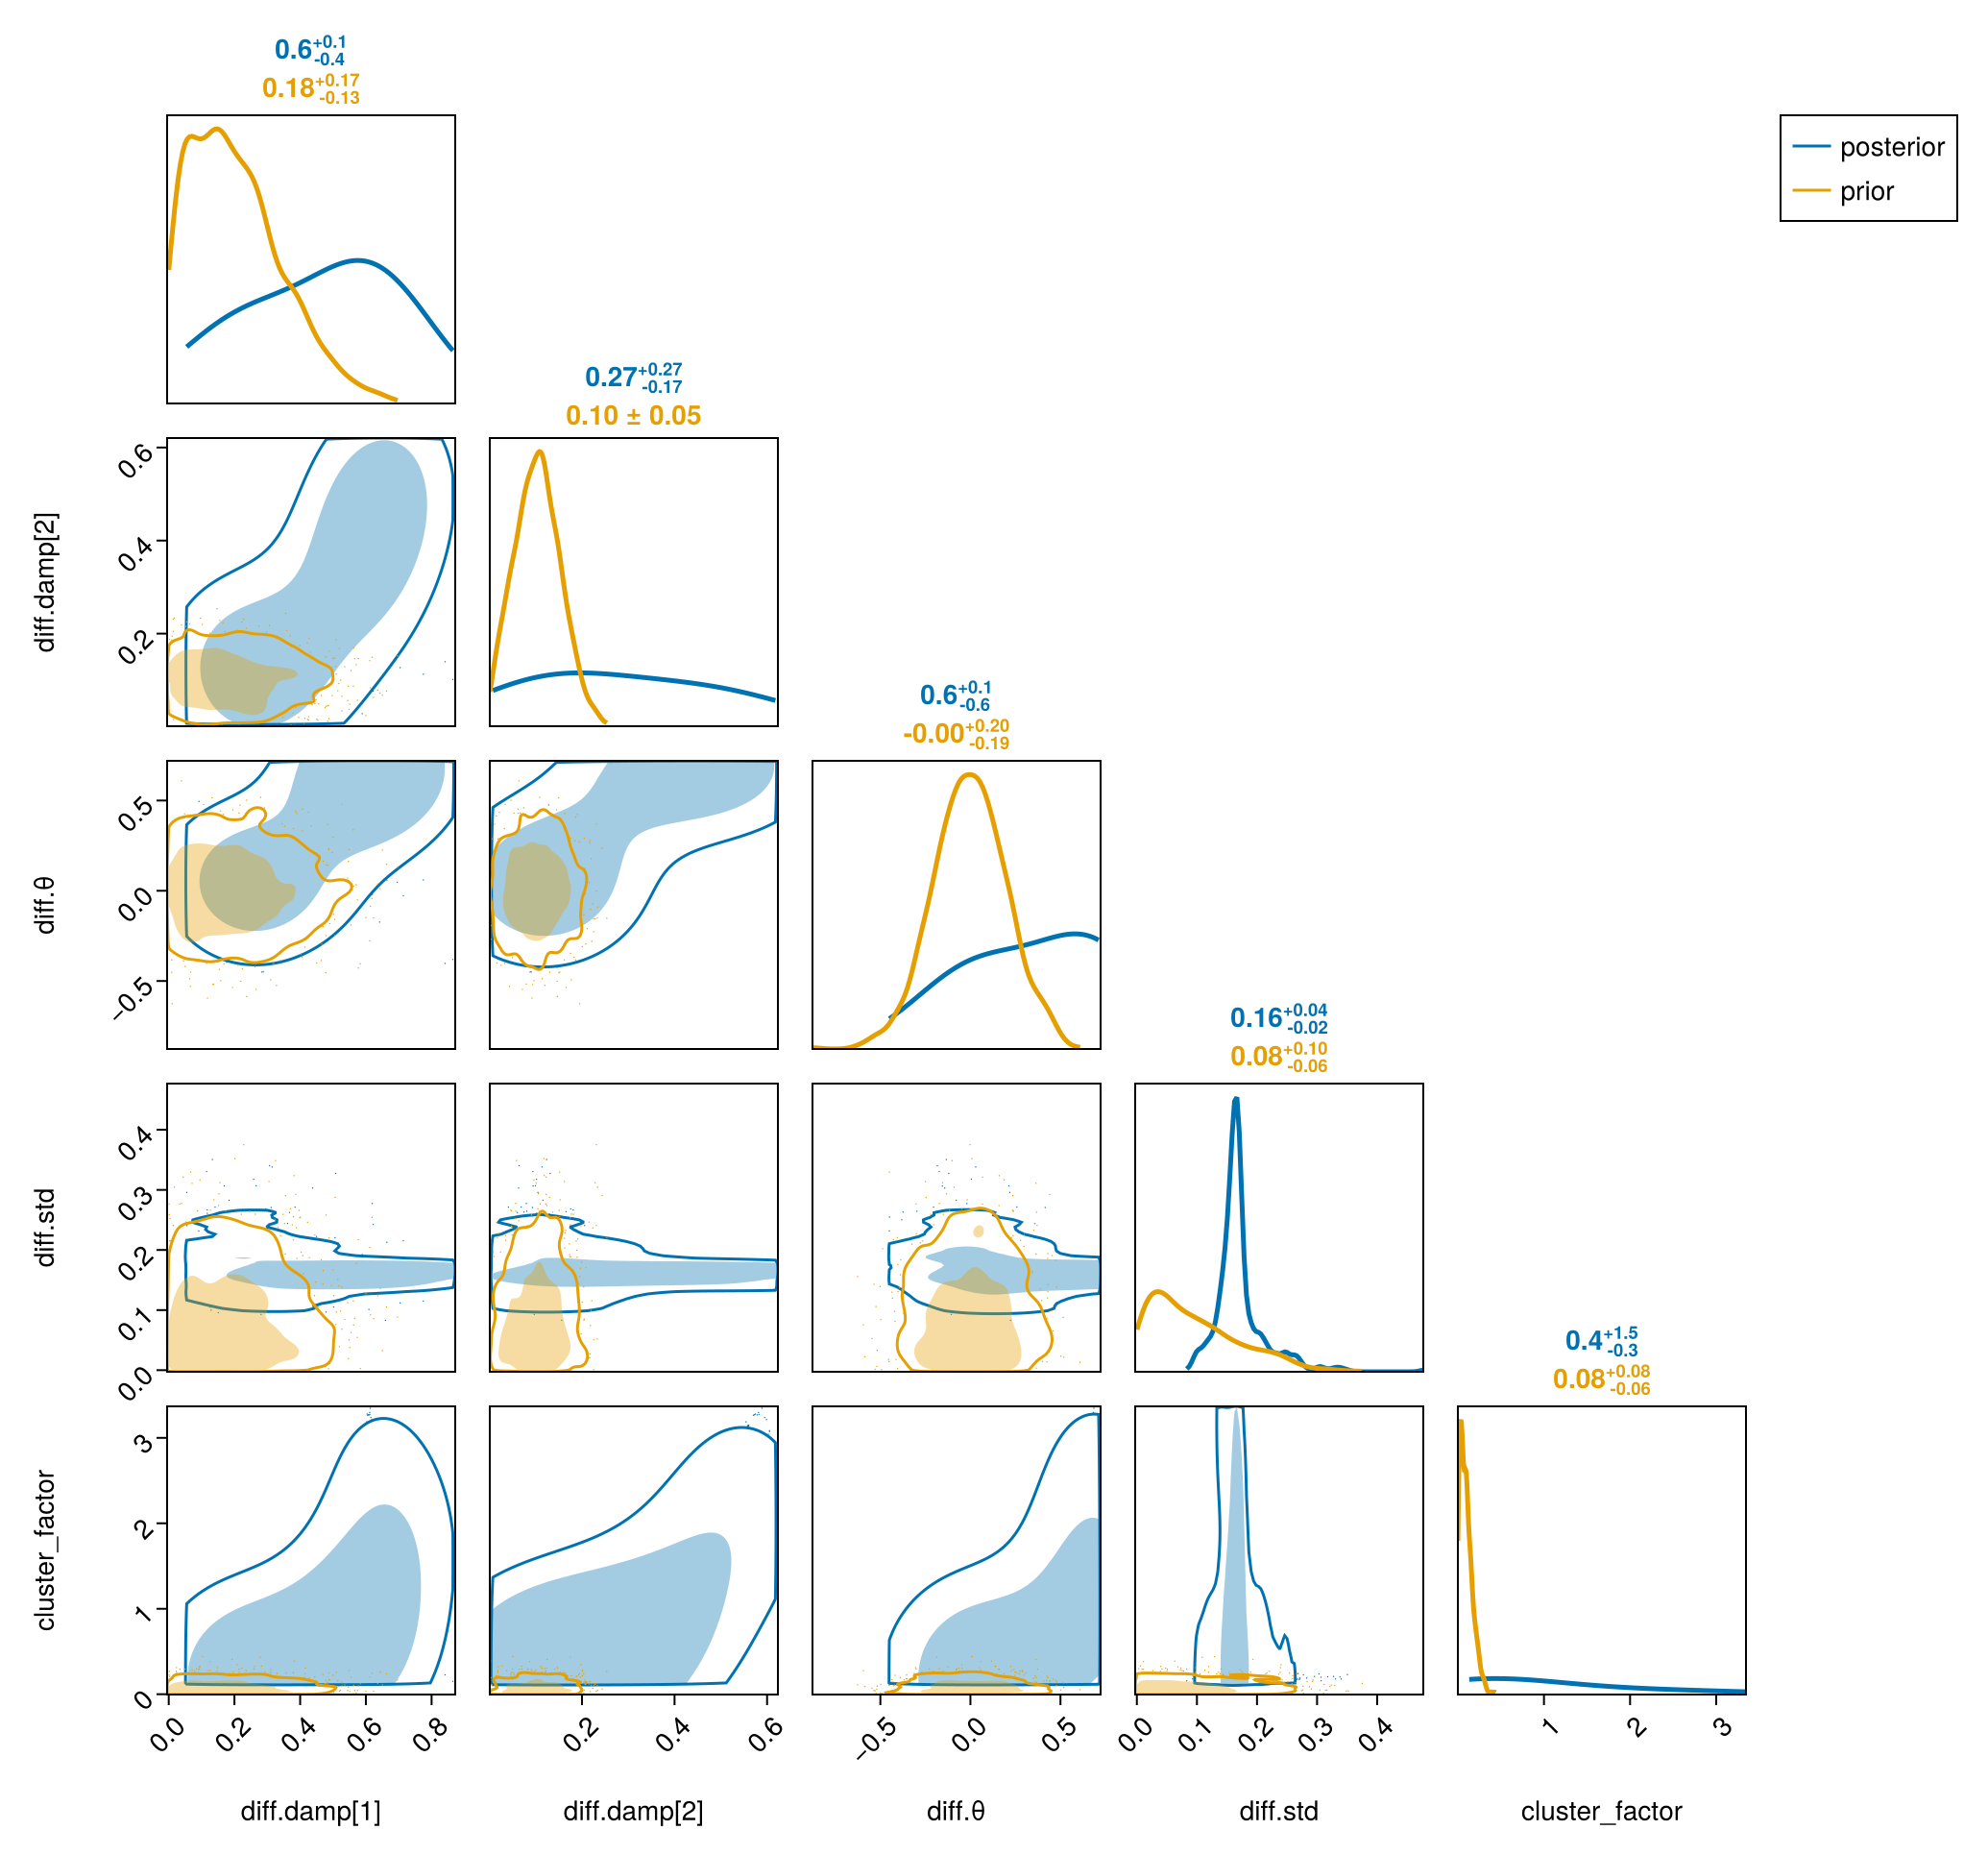 0.6+0.1-0.4
0.18+0.17-0.13
posterior
prior
0.27+0.27-0.17
0.10 ± 0.05
0.6
0.4
0.2
diff.damp[2]
0.6+0.1-0.6
-0.00+0.20-0.19
0.5
0.0
−0.5
diff.θ
0.16+0.04-0.02
0.08+0.10-0.06
0.4
0.3
0.2
0.1
0.0
diff.std
0.4+1.5-0.3
0.08+0.08-0.06
3
2
1
0
cluster_factor
0.0 0.2 0.4 0.6 0.8
0.2 0.4 0.6
−0.5 0.0 0.5
0.0 0.1 0.2 0.3 0.4
1 2 3
diff.damp[1]
diff.damp[2]
diff.θ
diff.std
cluster_factor